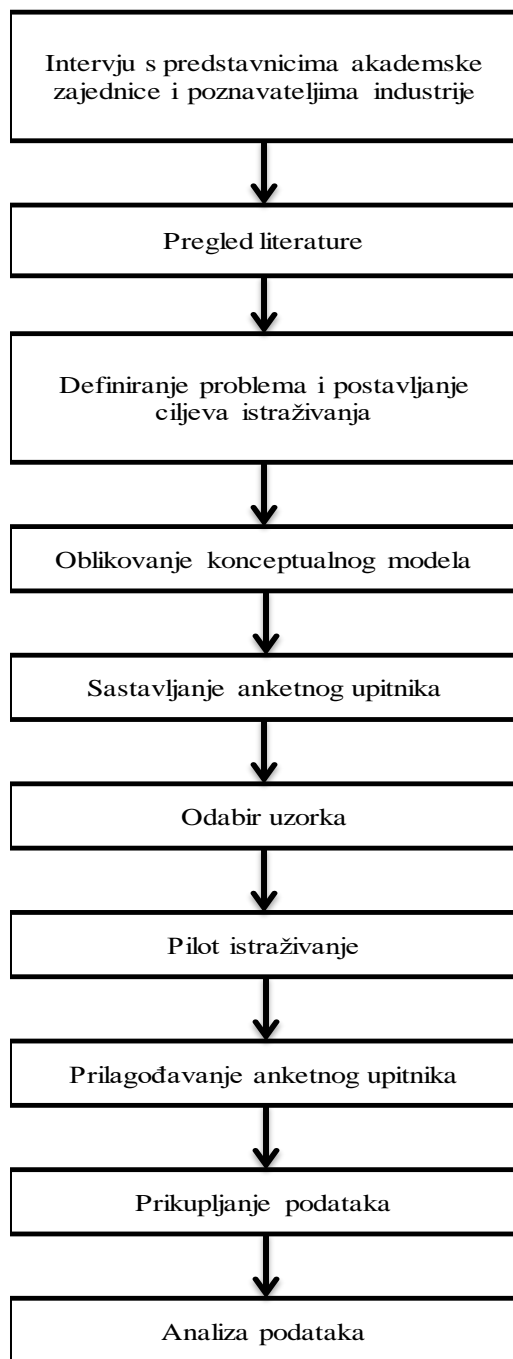 Intervju s predstavnicima akademske
zajednice i poznavateljima industrije
Pregled literature
Definiranje problema i postavljanje
ciljeva istraživanja
Oblikovanje konceptualnog modela
Sastavljanje anketnog upitnika
Odabir uzorka
Pilot istraživanje
Prilagođavanje anketnog upitnika
Prikupljanje podataka
Analiza podataka